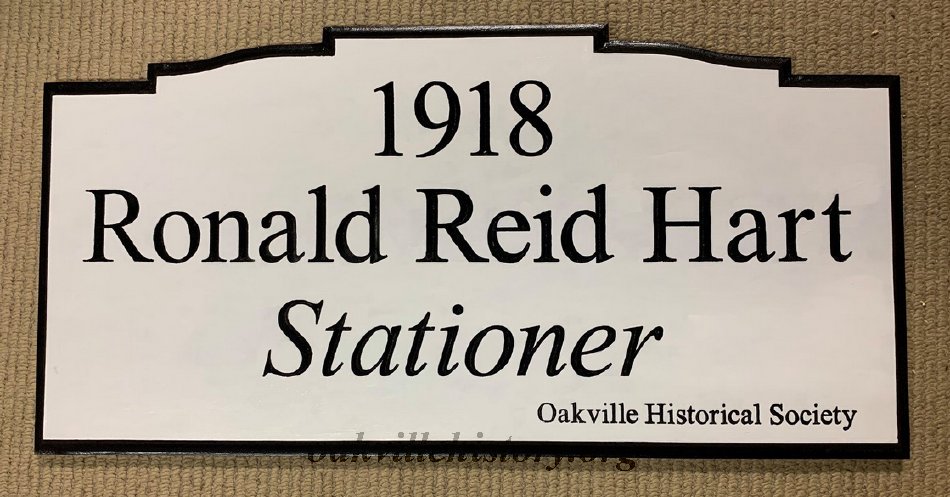 1918
Ronald Reid Hart
Stationer
Oakville Historical Society
oakvillehistory.org